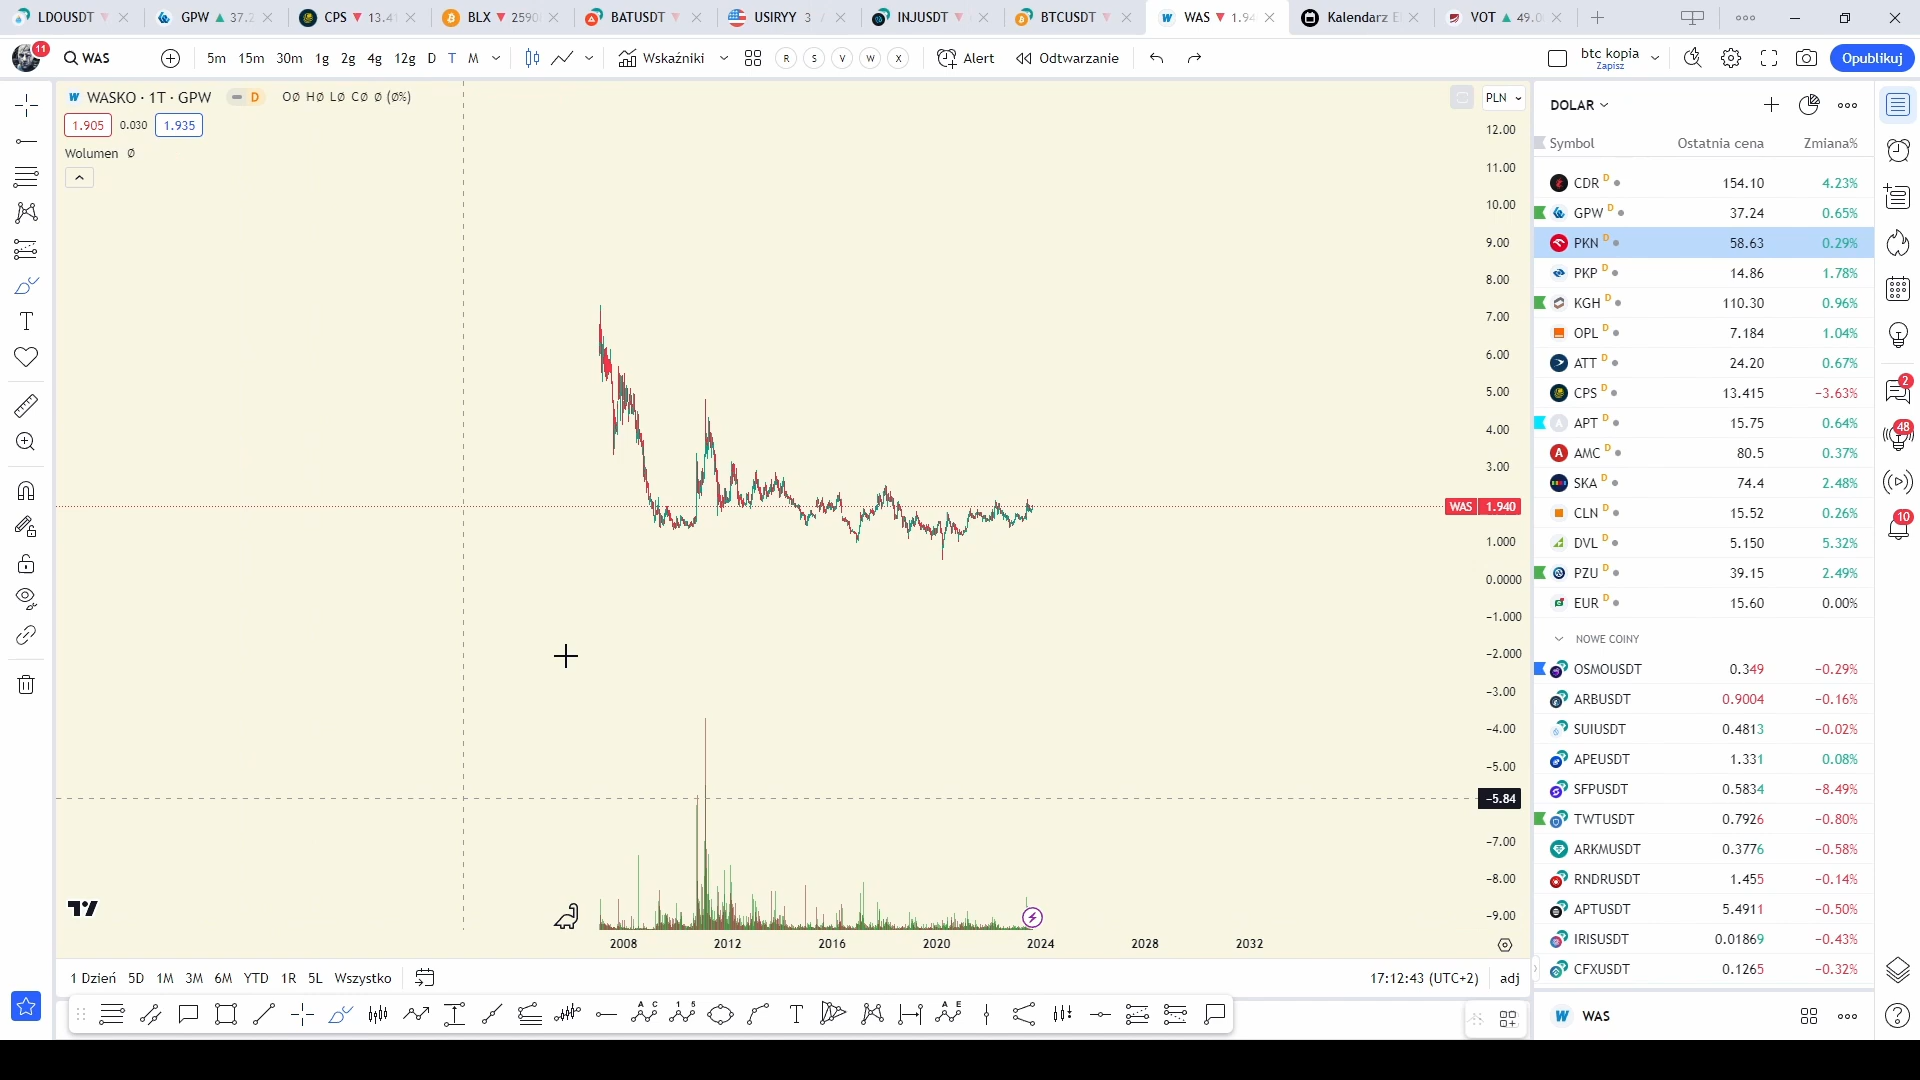 LDOUSDT GPW 37.2 CPS 13.41 BLX 2590 BATUSDT USIRYY 3 INJUSDT BTCUSDT WAS 1.94 Kalendarz E VOT 49.0
11 WAS 5m 15m 30m 1g 2g 4g 12g D T M Wskaźniki R S V W X Alert Odtwarzanie btc kopia Zapisz Opublikuj
WASKO · 1T · GPW D OØ HØ LØ CØ Ø (Ø%) PLN
1.905 0.030 1.935
Wolumen Ø
12.00
11.00
10.00
9.00
8.00
7.00
6.00
5.00
4.00
3.00
WAS 1.940
1.000
0.0000
−1.000
−2.000
−3.00
−4.00
−5.00
−5.84
−7.00
−8.00
−9.00
2008 2012 2016 2020 2024 2028 2032
1 Dzień 5D 1M 3M 6M YTD 1R 5L Wszystko 17:12:43 (UTC+2) adj
DOLAR
Symbol Ostatnia cena Zmiana%
CDR D 154.10 4.23%
GPW D 37.24 0.65%
PKN D 58.63 0.29%
PKP D 14.86 1.78%
KGH D 110.30 0.96%
OPL D 7.184 1.04%
ATT D 24.20 0.67%
CPS D 13.415 −3.63%
APT D 15.75 0.64%
AMC D 80.5 0.37%
SKA D 74.4 2.48%
CLN D 15.52 0.26%
DVL D 5.150 5.32%
PZU D 39.15 2.49%
EUR D 15.60 0.00%
NOWE COINY
OSMOUSDT 0.349 −0.29%
ARBUSDT 0.9004 −0.16%
SUIUSDT 0.4813 −0.02%
APEUSDT 1.331 0.08%
SFPUSDT 0.5834 −8.49%
TWTUSDT 0.7926 −0.80%
ARKMUSDT 0.3776 −0.58%
RNDRUSDT 1.455 −0.14%
APTUSDT 5.4911 −0.50%
IRISUSDT 0.01869 −0.43%
CFXUSDT 0.1265 −0.32%
WAS
2
48
10